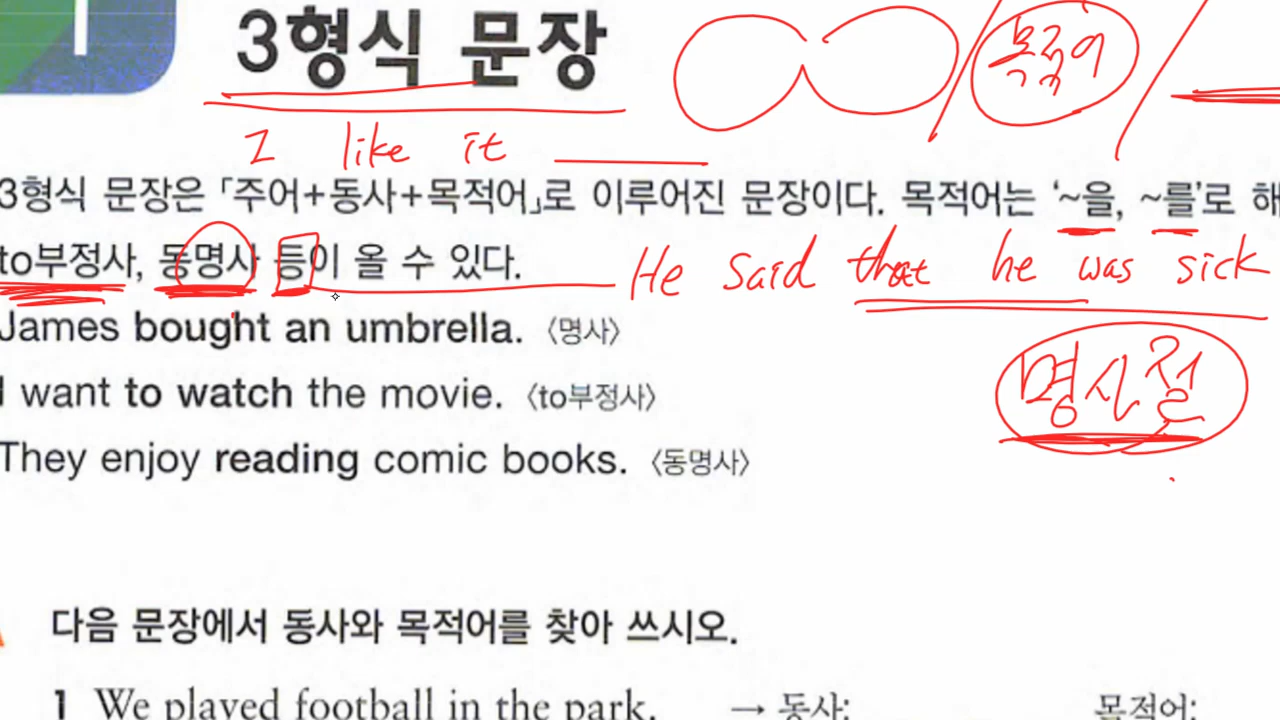 3형식 문장
목적어
I like it
3형식 문장은 「주어+동사+목적어」로 이루어진 문장이다. 목적어는 ‘~을, ~를’로 해
to부정사, 동명사 등이 올 수 있다.
He said that he was sick
James bought an umbrella. 〈명사〉
명사절
I want to watch the movie. 〈to부정사〉
They enjoy reading comic books. 〈동명사〉
다음 문장에서 동사와 목적어를 찾아 쓰시오.
1 We played football in the park. → 동사: 목적어: